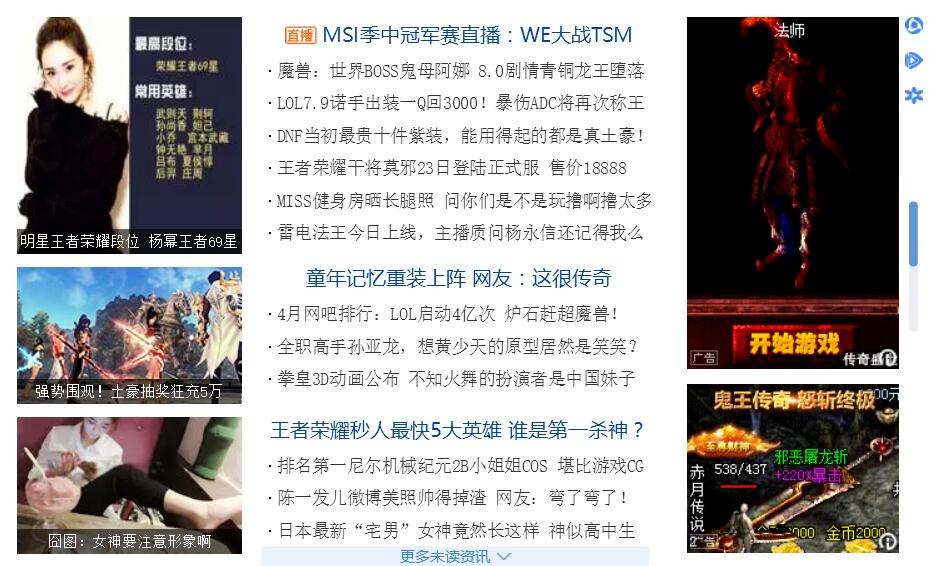 最高段位：
荣耀王者69星
常用英雄：
武则天 荆轲
孙尚香 妲己
小乔 宫本武藏
钟无艳 芈月
吕布 夏侯惇
后羿 庄周
明星王者荣耀段位 杨幂王者69星
强势围观！土豪抽奖狂充5万
囧图：女神要注意形象啊
直播 MSI季中冠军赛直播：WE大战TSM
· 魔兽：世界BOSS鬼母阿娜 8.0剧情青铜龙王堕落
· LOL7.9诺手出装一Q回3000！暴伤ADC将再次称王
· DNF当初最贵十件紫装，能用得起的都是真土豪！
· 王者荣耀干将莫邪23日登陆正式服 售价18888
· MISS健身房晒长腿照 问你们是不是玩撸啊撸太多
· 雷电法王今日上线，主播质问杨永信还记得我么
童年记忆重装上阵 网友：这很传奇
· 4月网吧排行：LOL启动4亿次 炉石赶超魔兽！
· 全职高手孙亚龙，想黄少天的原型居然是笑笑？
· 拳皇3D动画公布 不知火舞的扮演者是中国妹子
王者荣耀秒人最快5大英雄 谁是第一杀神？
· 排名第一尼尔机械纪元2B小姐姐COS 堪比游戏CG
· 陈一发儿微博美照帅得掉渣 网友：弯了弯了！
· 日本最新“宅男”女神竟然长这样 神似高中生
更多未读资讯
法师
开始游戏
广告
传奇盛世
鬼王传奇·怒斩终极
至尊财神
538/437
邪恶屠龙斩
+220%暴击
赤月传说
金币2000
广告